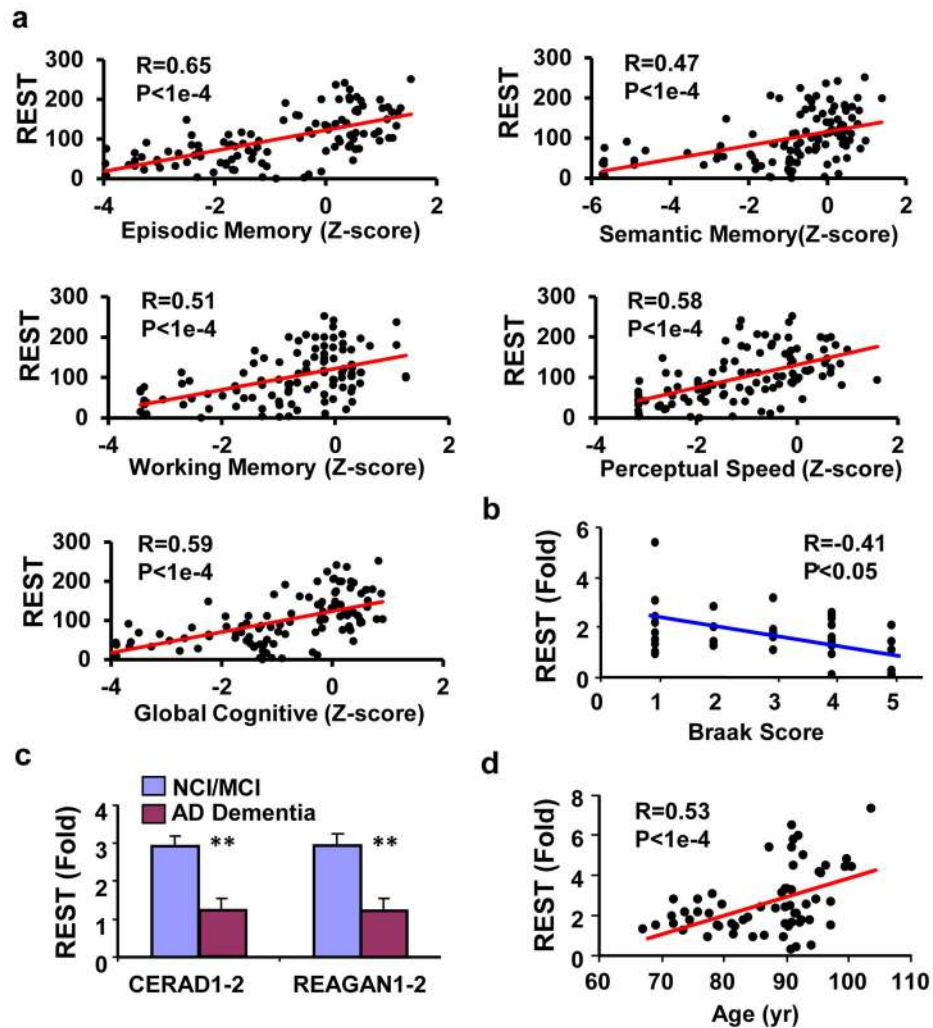 a
R=0.65
P<1e-4
REST
300
200
100
0
-4
-2
0
2
Episodic Memory (Z-score)
R=0.47
P<1e-4
REST
300
200
100
0
-6
-4
-2
0
2
Semantic Memory(Z-score)
R=0.51
P<1e-4
REST
300
200
100
0
-4
-2
0
2
Working Memory (Z-score)
R=0.58
P<1e-4
REST
300
200
100
0
-4
-2
0
2
Perceptual Speed (Z-score)
R=0.59
P<1e-4
REST
300
200
100
0
-4
-2
0
2
Global Cognitive (Z-score)
b
R=-0.41
P<0.05
REST (Fold)
6
4
2
0
0
1
2
3
4
5
Braak Score
c
NCI/MCI
AD Dementia
REST (Fold)
4
3
2
1
0
**
**
CERAD1-2
REAGAN1-2
d
R=0.53
P<1e-4
REST (Fold)
8
6
4
2
0
60
70
80
90
100
110
Age (yr)